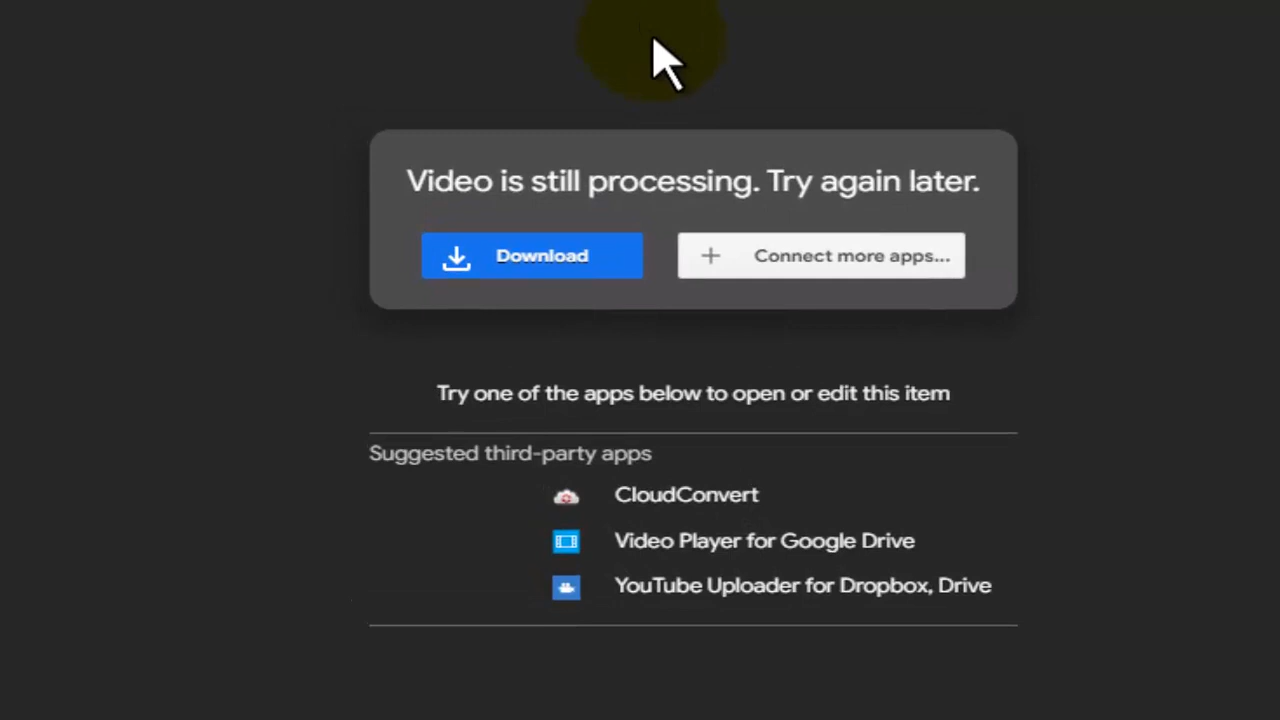 Video is still processing. Try again later.
Download
Connect more apps...
Try one of the apps below to open or edit this item
Suggested third-party apps
CloudConvert
Video Player for Google Drive
YouTube Uploader for Dropbox, Drive